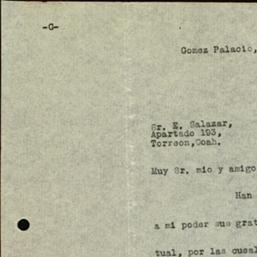 -G-
Gomez Palacio,
Sr. E. Salazar,
Apartado 193,
Torreon,Coah.
Muy Sr. mio y amigo
Han
a mi poder sus grat
tual, por las cuales